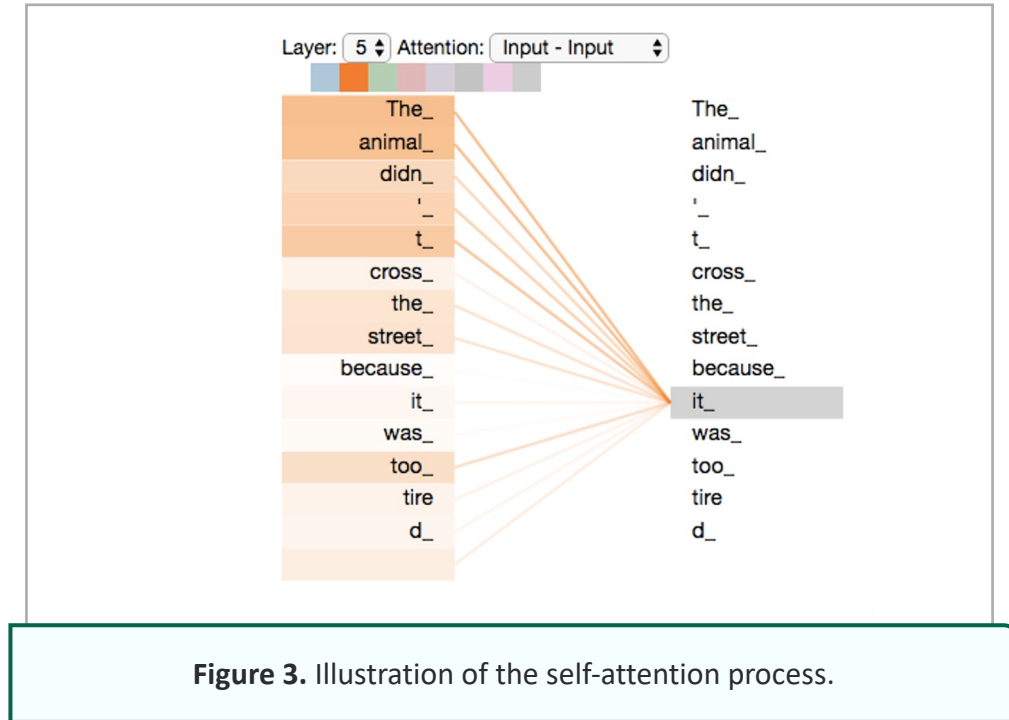 Layer: 5 Attention: Input - Input
The_ The_
animal_ animal_
didn_ didn_
'_ '_
t_ t_
cross_ cross_
the_ the_
street_ street_
because_ because_
it_ it_
was_ was_
too_ too_
tire tire
d_ d_
Figure 3. Illustration of the self-attention process.